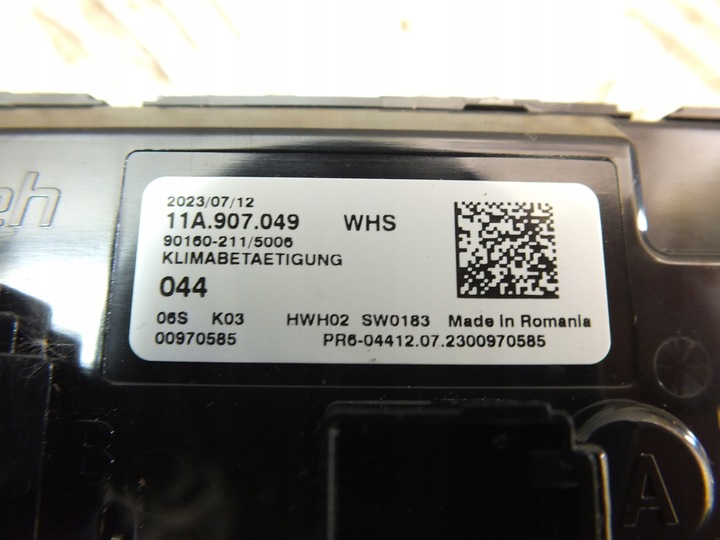 eh
2023/07/12
11A.907.049 WHS
90160-211/5006
KLIMABETAETIGUNG
044
06S K03 HWH02 SW0183 Made in Romania
00970585 PR6-04412.07.2300970585
B
A